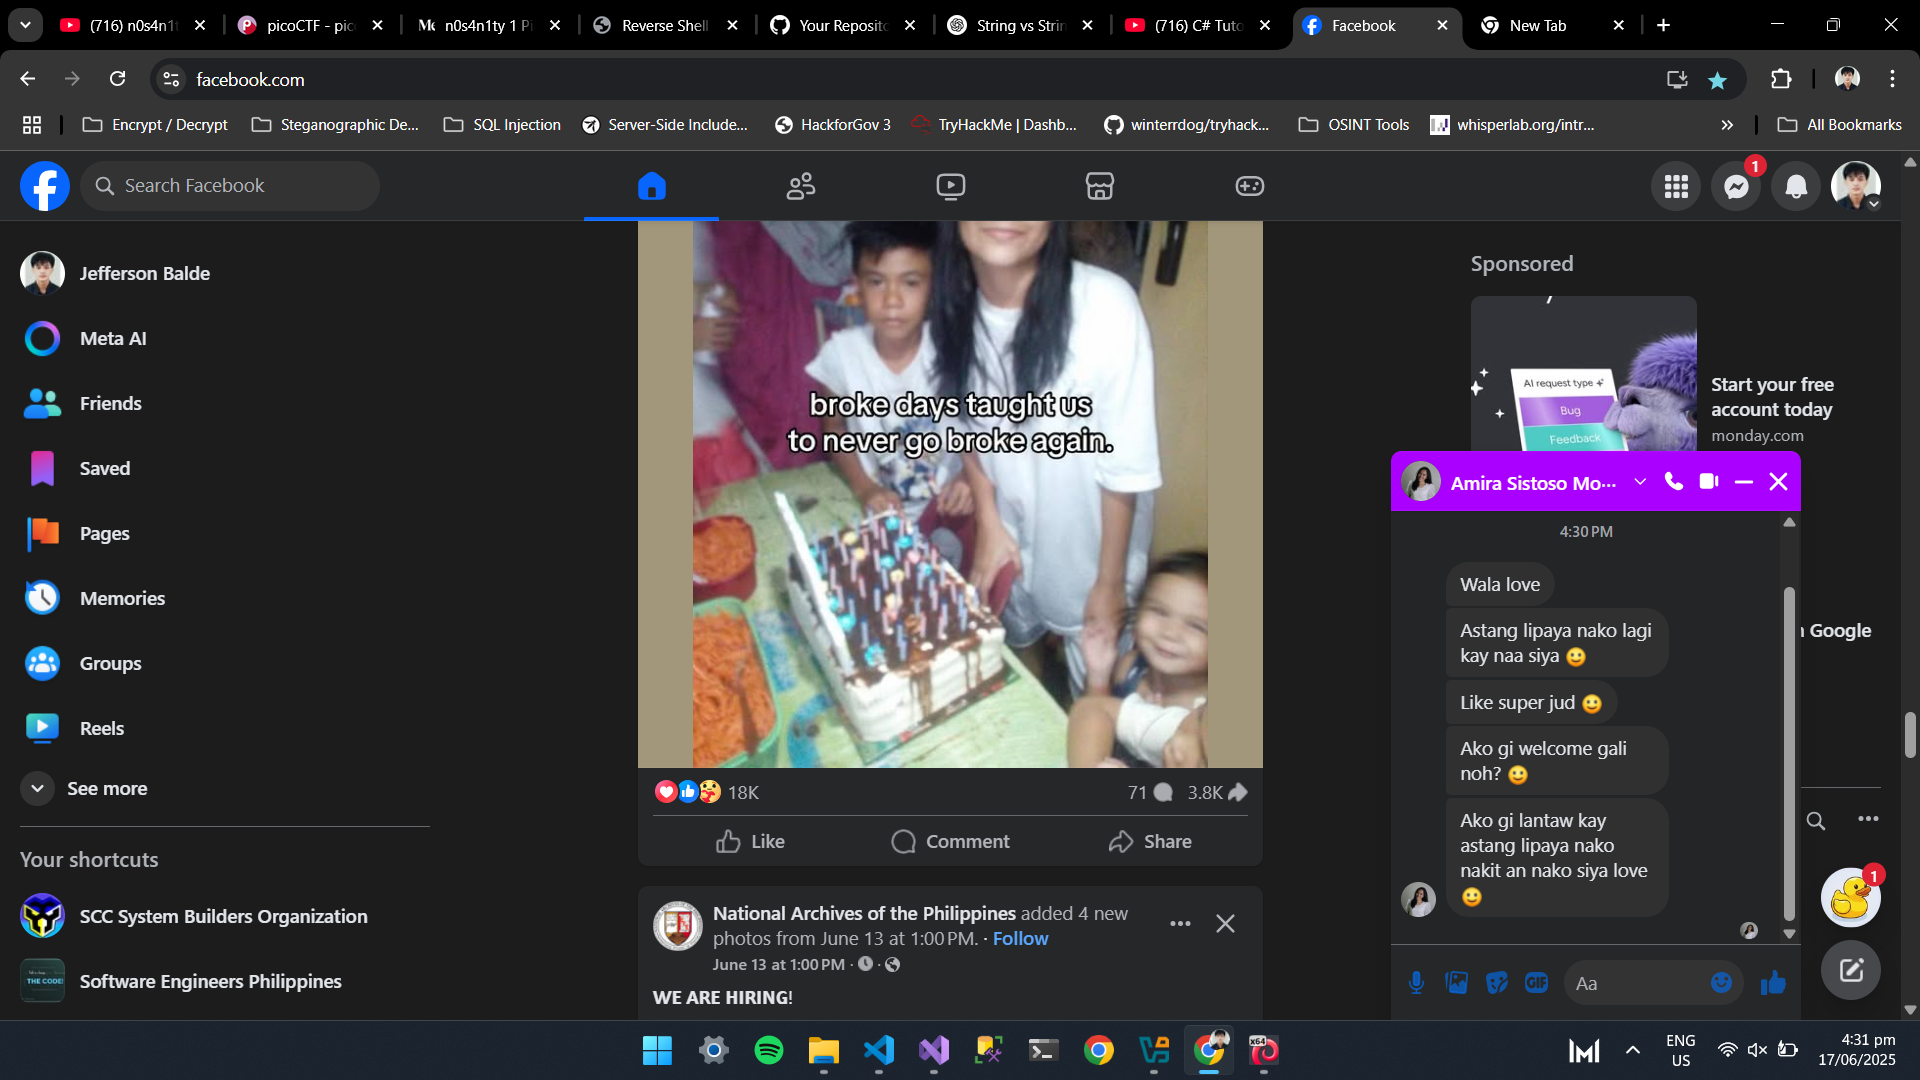 (716) n0s4n1t
picoCTF - pic
n0s4n1ty 1 Pi
Reverse Shell
Your Reposito
String vs Strin
(716) C# Tuto
Facebook
New Tab
facebook.com
Encrypt / Decrypt
Steganographic De...
SQL Injection
Server-Side Include...
HackforGov 3
TryHackMe | Dashb...
winterrdog/tryhack...
OSINT Tools
whisperlab.org/intr...
All Bookmarks
Search Facebook
1
Jefferson Balde
Meta AI
Friends
Saved
Pages
Memories
Groups
Reels
See more
Your shortcuts
SCC System Builders Organization
THE CODE!
Software Engineers Philippines
broke days taught us
to never go broke again.
18K
71
3.8K
Like
Comment
Share
National Archives of the Philippines added 4 new
photos from June 13 at 1:00 PM. · Follow
June 13 at 1:00 PM ·
WE ARE HIRING!
Sponsored
AI request type
Bug
Feedback
Start your free
account today
monday.com
Google
Amira Sistoso Mo...
4:30 PM
Wala love
Astang lipaya nako lagi
kay naa siya 😃
Like super jud 😃
Ako gi welcome gali
noh? 😃
Ako gi lantaw kay
astang lipaya nako
nakit an nako siya love
😃
GIF
Aa
1
x64
ENG
US
4:31 pm
17/06/2025